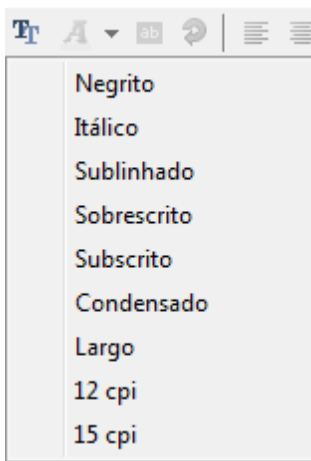 Negrito
Itálico
Sublinhado
Sobrescrito
Subscrito
Condensado
Largo
12 cpi
15 cpi